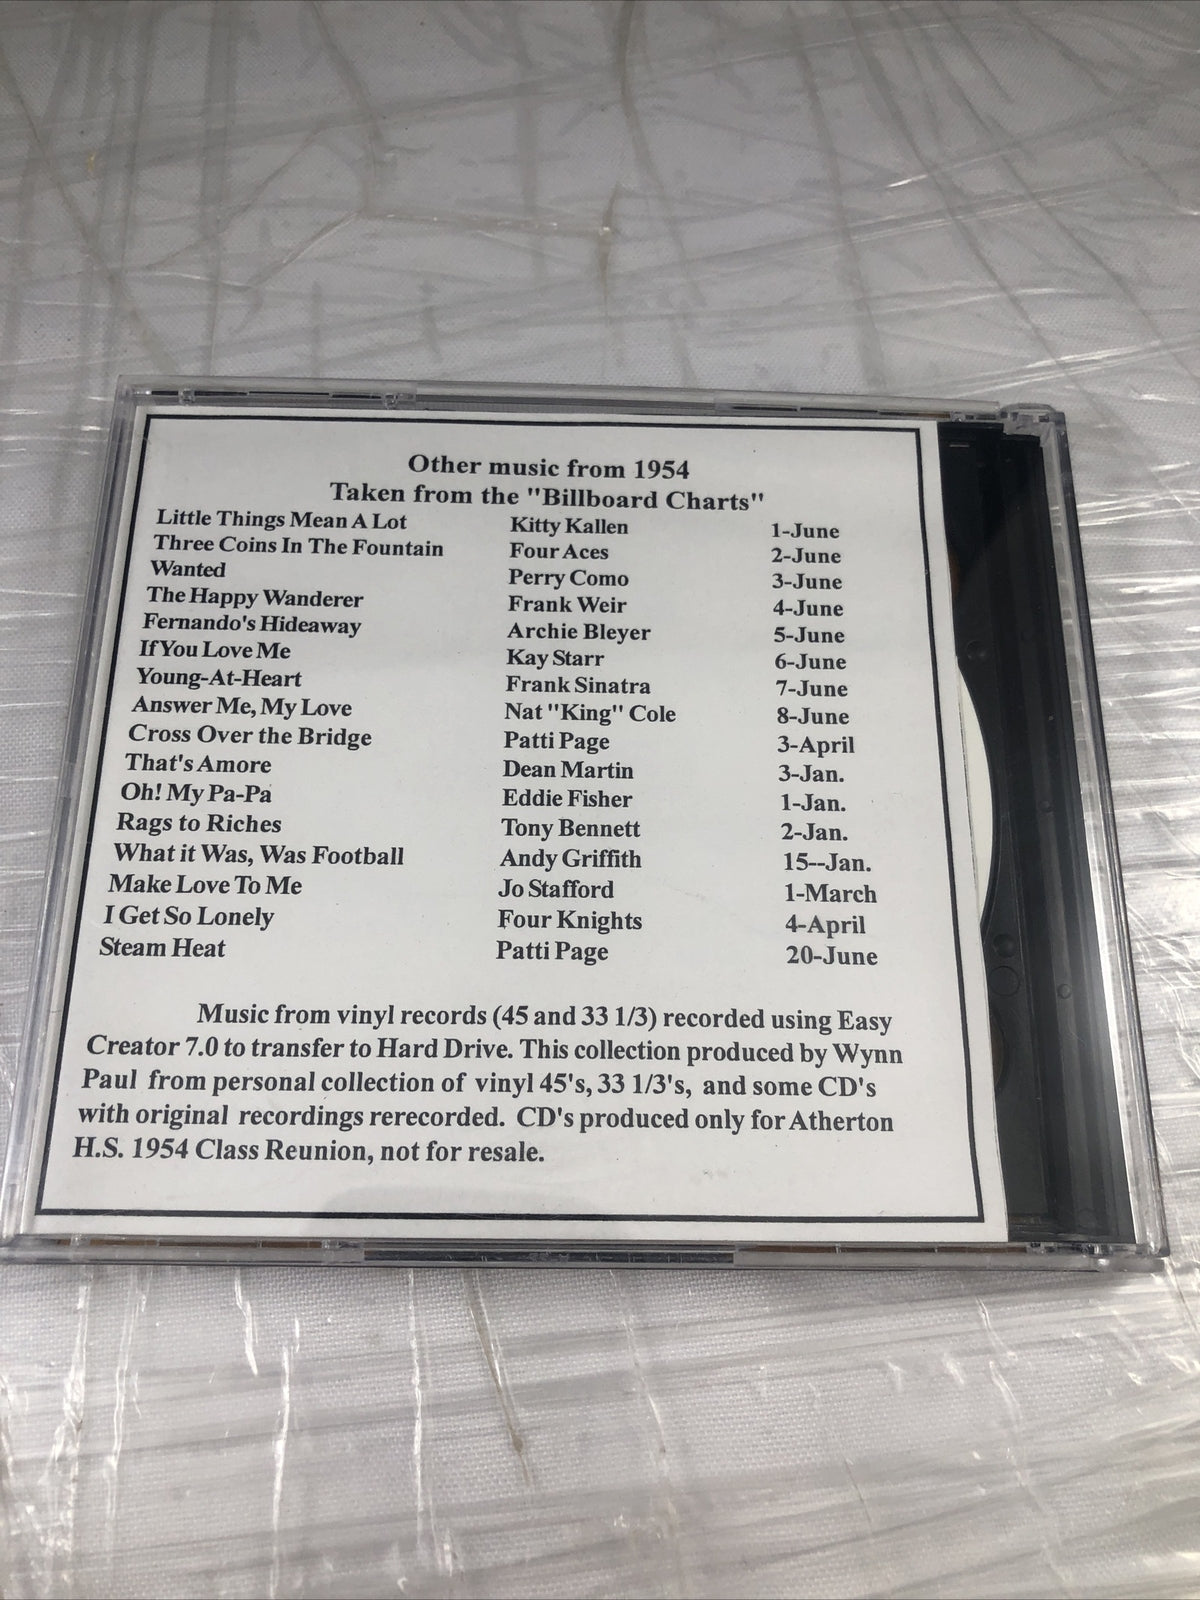 Other music from 1954
Taken from the "Billboard Charts"
Little Things Mean A Lot Kitty Kallen 1-June
Three Coins In The Fountain Four Aces 2-June
Wanted Perry Como 3-June
The Happy Wanderer Frank Weir 4-June
Fernando's Hideaway Archie Bleyer 5-June
If You Love Me Kay Starr 6-June
Young-At-Heart Frank Sinatra 7-June
Answer Me, My Love Nat "King" Cole 8-June
Cross Over the Bridge Patti Page 3-April
That's Amore Dean Martin 3-Jan.
Oh! My Pa-Pa Eddie Fisher 1-Jan.
Rags to Riches Tony Bennett 2-Jan.
What it Was, Was Football Andy Griffith 15--Jan.
Make Love To Me Jo Stafford 1-March
I Get So Lonely Four Knights 4-April
Steam Heat Patti Page 20-June
Music from vinyl records (45 and 33 1/3) recorded using Easy
Creator 7.0 to transfer to Hard Drive. This collection produced by Wynn
Paul from personal collection of vinyl 45's, 33 1/3's, and some CD's
with original recordings rerecorded. CD's produced only for Atherton
H.S. 1954 Class Reunion, not for resale.